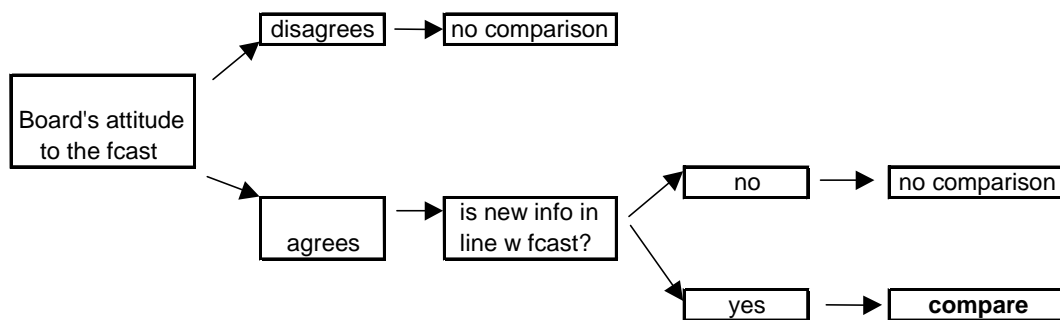 disagrees
no comparison
Board's attitude
to the fcast
agrees
is new info in
line w fcast?
no
no comparison
yes
compare